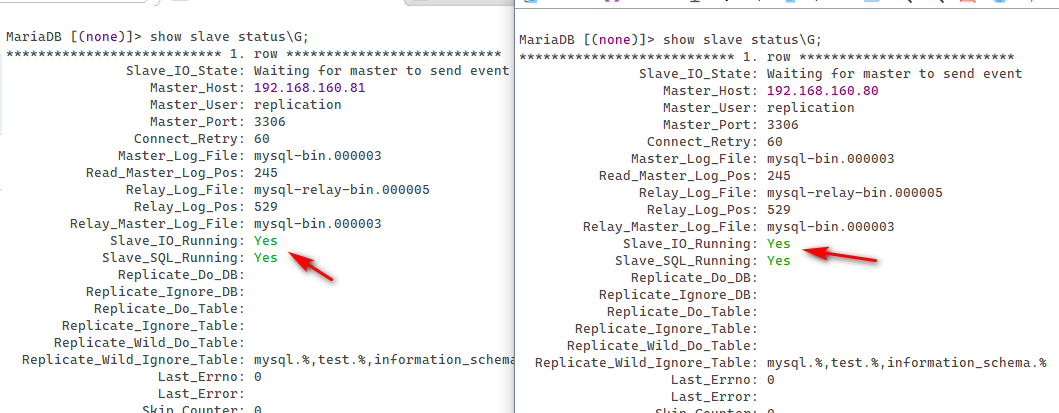 MariaDB [(none)]> show slave status\G;
*************************** 1. row ***************************
Slave_IO_State: Waiting for master to send event
Master_Host: 192.168.160.81
Master_User: replication
Master_Port: 3306
Connect_Retry: 60
Master_Log_File: mysql-bin.000003
Read_Master_Log_Pos: 245
Relay_Log_File: mysql-relay-bin.000005
Relay_Log_Pos: 529
Relay_Master_Log_File: mysql-bin.000003
Slave_IO_Running: Yes
Slave_SQL_Running: Yes
Replicate_Do_DB:
Replicate_Ignore_DB:
Replicate_Do_Table:
Replicate_Ignore_Table:
Replicate_Wild_Do_Table:
Replicate_Wild_Ignore_Table: mysql.%,test.%,information_schema
Last_Errno: 0
Last_Error:
Skip_Counter: 0
MariaDB [(none)]> show slave status\G;
*************************** 1. row ***************************
Slave_IO_State: Waiting for master to send event
Master_Host: 192.168.160.80
Master_User: replication
Master_Port: 3306
Connect_Retry: 60
Master_Log_File: mysql-bin.000003
Read_Master_Log_Pos: 245
Relay_Log_File: mysql-relay-bin.000005
Relay_Log_Pos: 529
Relay_Master_Log_File: mysql-bin.000003
Slave_IO_Running: Yes
Slave_SQL_Running: Yes
Replicate_Do_DB:
Replicate_Ignore_DB:
Replicate_Do_Table:
Replicate_Ignore_Table:
Replicate_Wild_Do_Table:
Replicate_Wild_Ignore_Table: mysql.%,test.%,information_schema.%
Last_Errno: 0
Last_Error:
Skip_Counter: 0